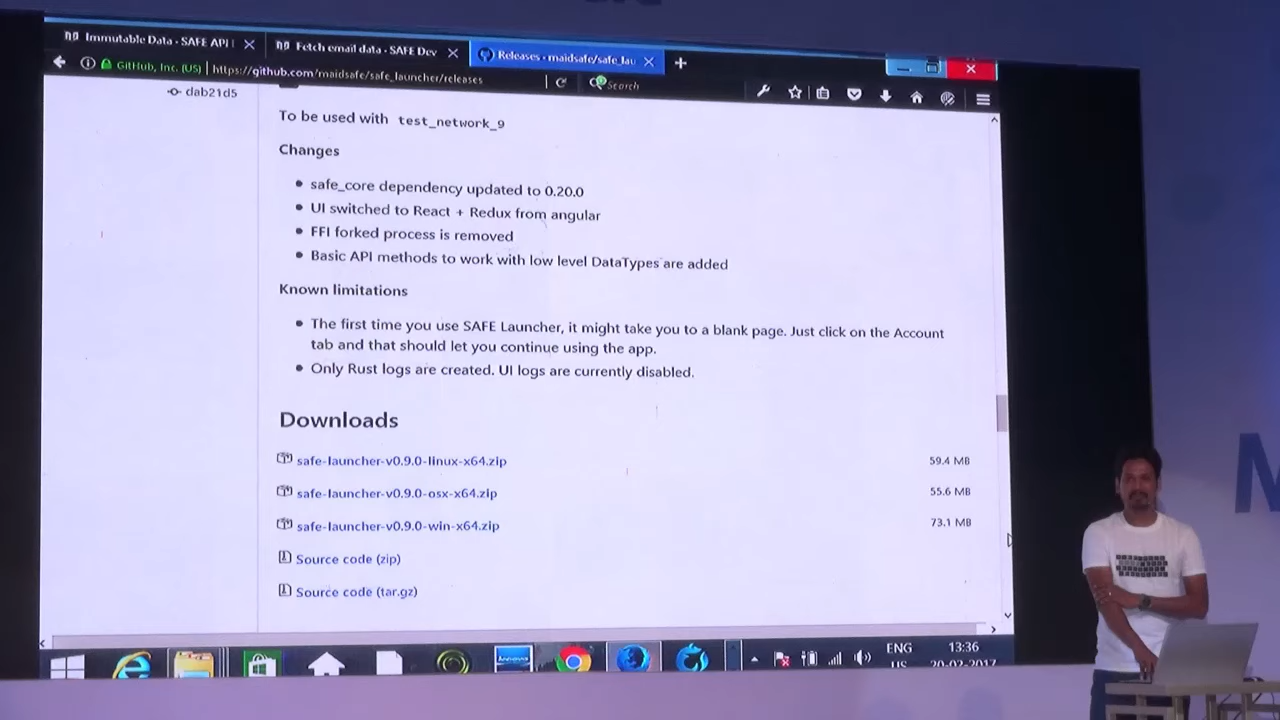 Immutable Data - SAFE API
Fetch email data - SAFE Dev
Releases · maidsafe/safe_lau
GitHub, Inc. (US)
https://github.com/maidsafe/safe_launcher/releases
Search
dab21d5
To be used with test_network_9
Changes
safe_core dependency updated to 0.20.0
UI switched to React + Redux from angular
FFI forked process is removed
Basic API methods to work with low level DataTypes are added
Known limitations
The first time you use SAFE Launcher, it might take you to a blank page. Just click on the Account
tab and that should let you continue using the app.
Only Rust logs are created. UI logs are currently disabled.
Downloads
safe-launcher-v0.9.0-linux-x64.zip 59.4 MB
safe-launcher-v0.9.0-osx-x64.zip 55.6 MB
safe-launcher-v0.9.0-win-x64.zip 73.1 MB
Source code (zip)
Source code (tar.gz)
ENG 13:36
US 20-02-2017
M